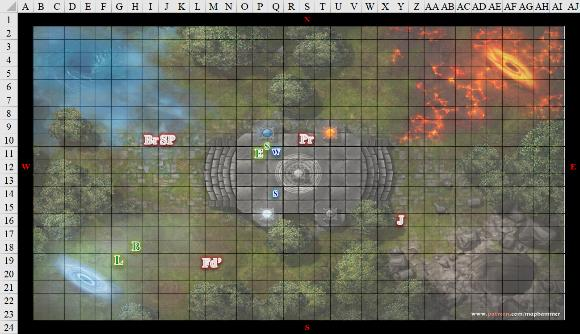 A B C D E F G H I J K L M N O P Q R S T U V W X Y Z AA AB AC AD AE AF AG AH AI AJ
1 N
2
3
4
5
6
7
8
9
10 Br SP Pr
11 E s W
12 W E
13
14 s
15
16 J
17
18 B
19 L Fd'
20
21
22
23 www.patreon.com/maphammer
24 S